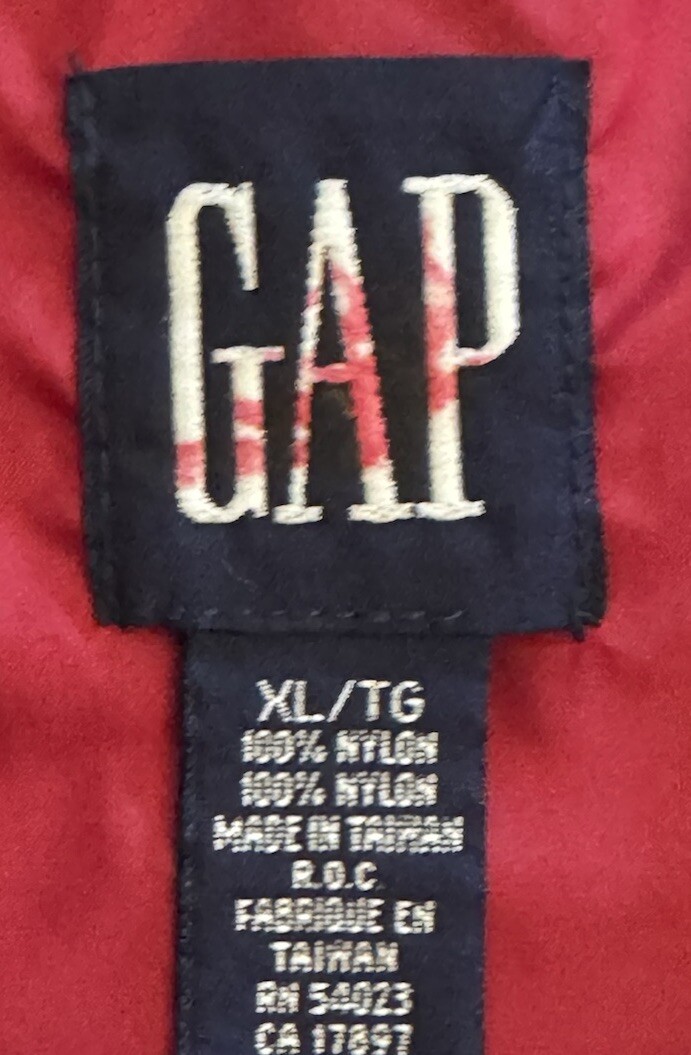 GAP
XL/TG
100% NYLON
100% NYLON
MADE IN TAIWAN
R.O.C.
FABRIQUE EN
TAIWAN
RN 54023
CA 17897